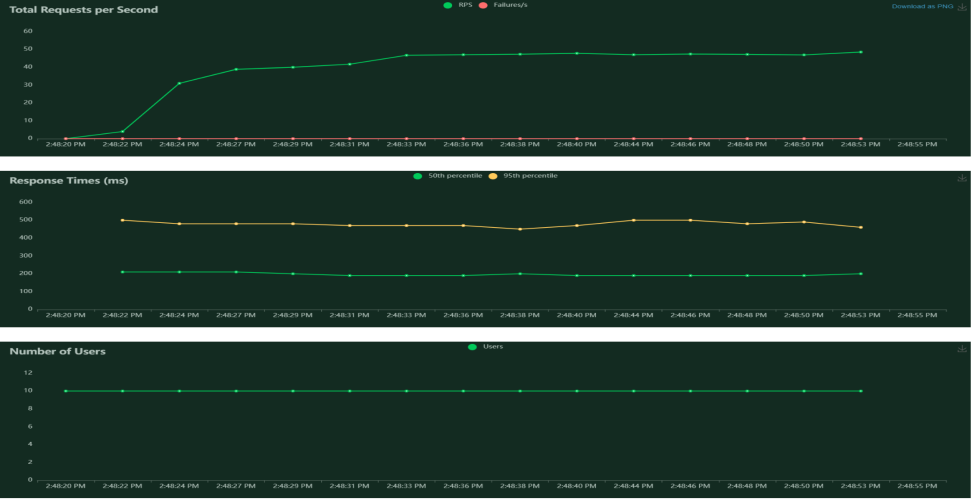 Total Requests per Second
RPS Failures/s
Download as PNG
60
50
40
30
20
10
0
2:48:20 PM 2:48:22 PM 2:48:24 PM 2:48:27 PM 2:48:29 PM 2:48:31 PM 2:48:33 PM 2:48:36 PM 2:48:38 PM 2:48:40 PM 2:48:44 PM 2:48:46 PM 2:48:48 PM 2:48:50 PM 2:48:53 PM 2:48:55 PM
Response Times (ms)
50th percentile 95th percentile
600
500
400
300
200
100
0
2:48:20 PM 2:48:22 PM 2:48:24 PM 2:48:27 PM 2:48:29 PM 2:48:31 PM 2:48:33 PM 2:48:36 PM 2:48:38 PM 2:48:40 PM 2:48:44 PM 2:48:46 PM 2:48:48 PM 2:48:50 PM 2:48:53 PM 2:48:55 PM
Number of Users
Users
12
10
8
6
4
2
0
2:48:20 PM 2:48:22 PM 2:48:24 PM 2:48:27 PM 2:48:29 PM 2:48:31 PM 2:48:33 PM 2:48:36 PM 2:48:38 PM 2:48:40 PM 2:48:44 PM 2:48:46 PM 2:48:48 PM 2:48:50 PM 2:48:53 PM 2:48:55 PM